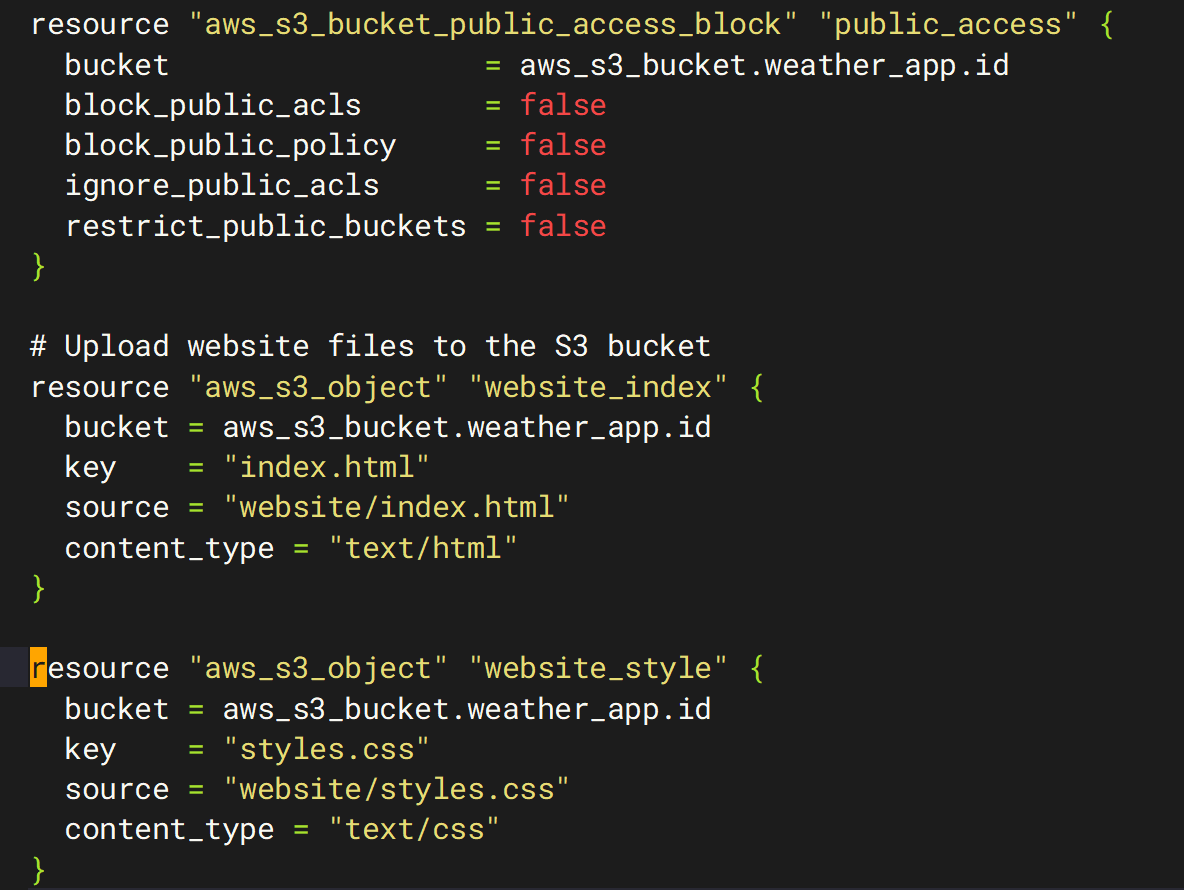 resource "aws_s3_bucket_public_access_block" "public_access" {
  bucket                  = aws_s3_bucket.weather_app.id
  block_public_acls       = false
  block_public_policy     = false
  ignore_public_acls      = false
  restrict_public_buckets = false
}

# Upload website files to the S3 bucket
resource "aws_s3_object" "website_index" {
  bucket = aws_s3_bucket.weather_app.id
  key    = "index.html"
  source = "website/index.html"
  content_type = "text/html"
}

resource "aws_s3_object" "website_style" {
  bucket = aws_s3_bucket.weather_app.id
  key    = "styles.css"
  source = "website/styles.css"
  content_type = "text/css"
}